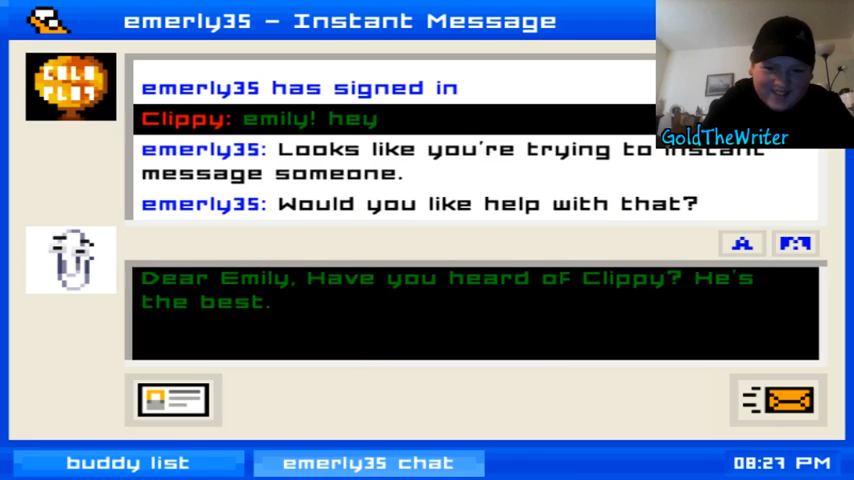 emerly35 - Instant Message
COLD
PLAY
emerly35 has signed in
Clippy: emily! hey
GoldTheWriter
emerly35: Looks like you're trying to instant
message someone.
emerly35: Would you like help with that?
A
Dear Emily, Have you heard of Clippy? He's
the best.
buddy list
emerly35 chat
08:27 PM